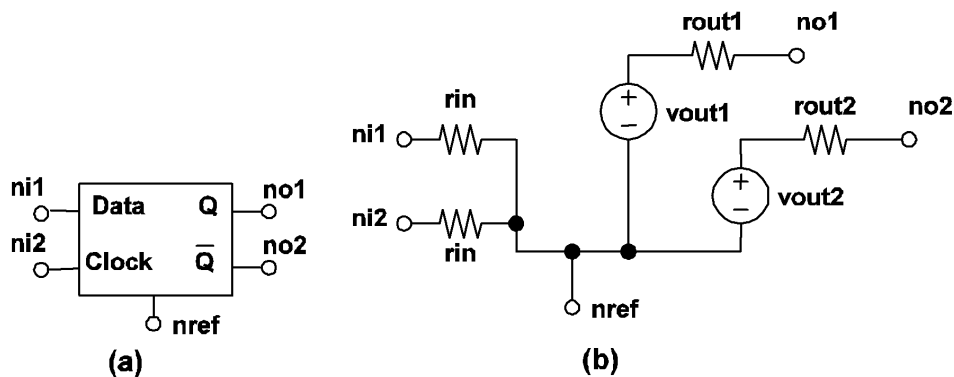 ni1
Data
Q
no1
ni2
Clock
Q̅
no2
nref
(a)
rout1
no1
rin
vout1
rout2
no2
ni1
ni2
vout2
rin
nref
(b)
+
−
+
−